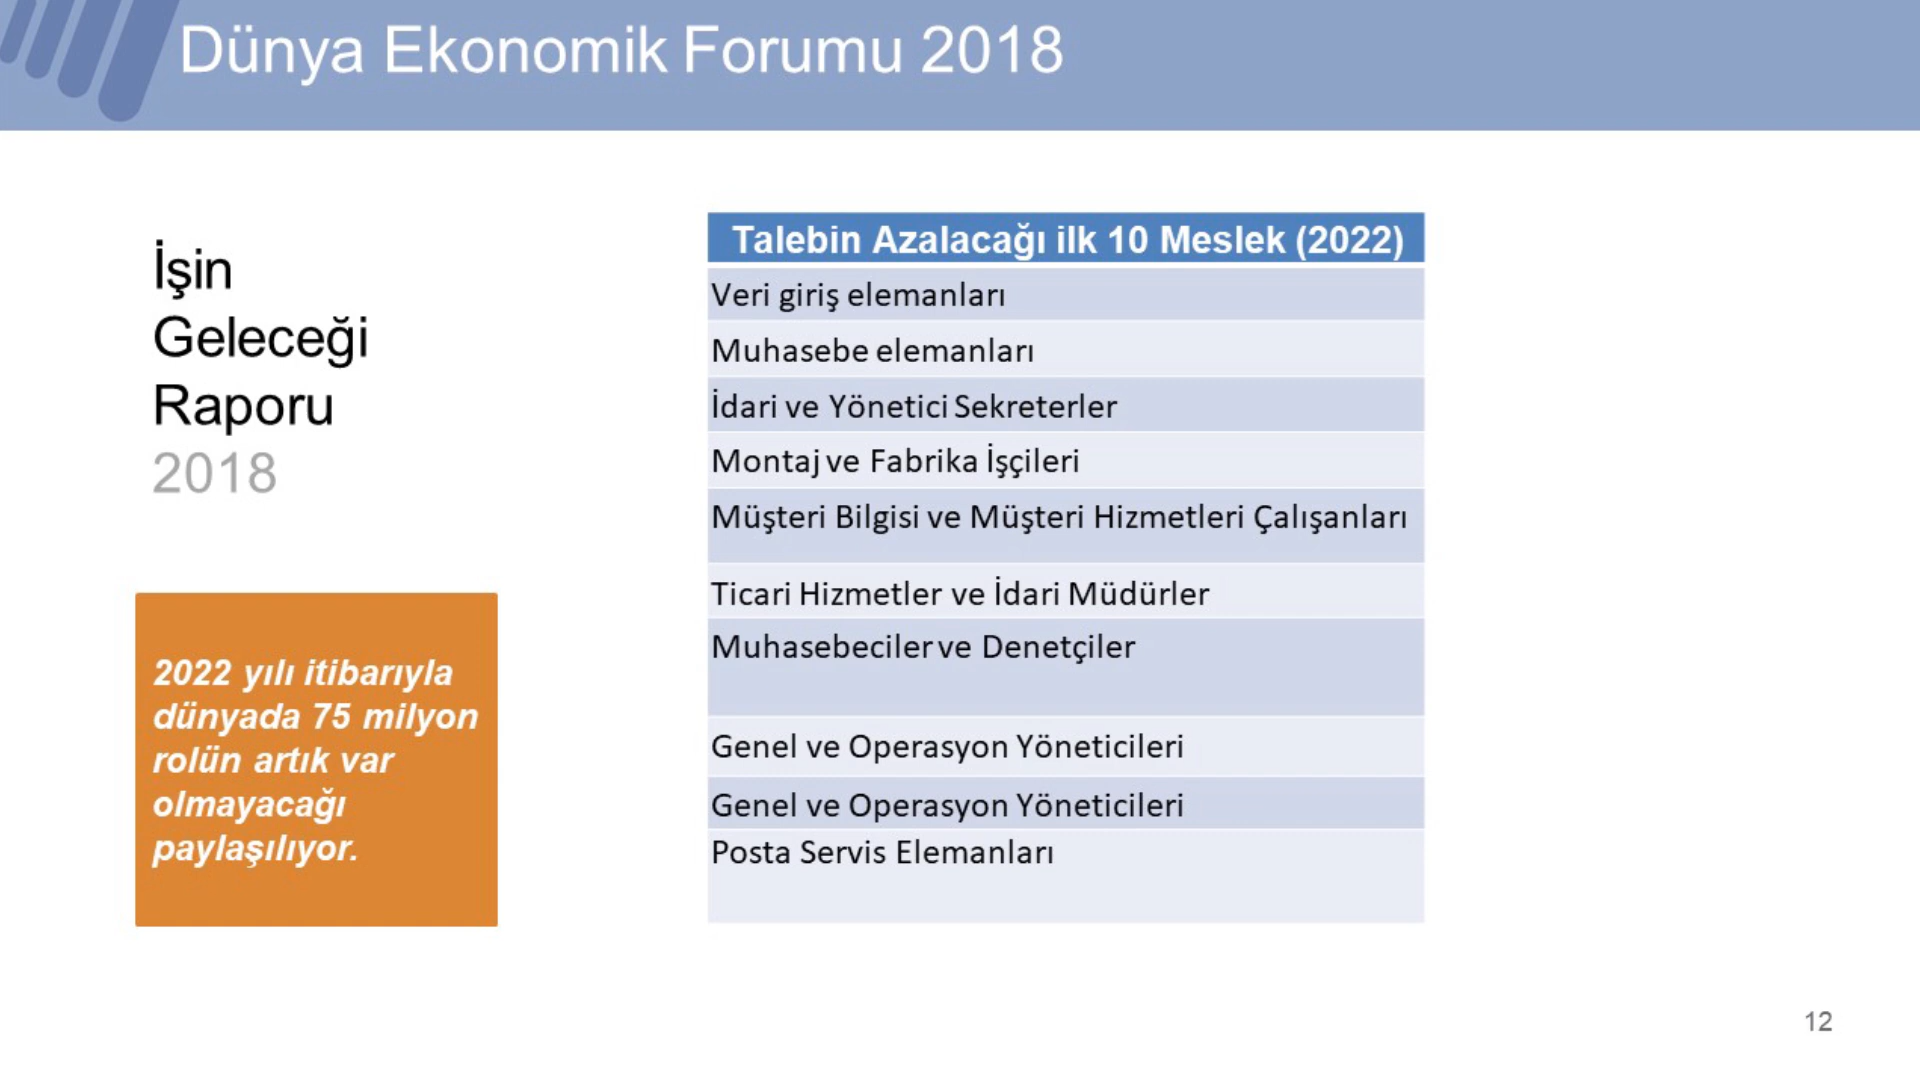 Dünya Ekonomik Forumu 2018
İşin
Geleceği
Raporu
2018
2022 yılı itibarıyla
dünyada 75 milyon
rolün artık var
olmayacağı
paylaşılıyor.
Talebin Azalacağı ilk 10 Meslek (2022)
Veri giriş elemanları
Muhasebe elemanları
İdari ve Yönetici Sekreterler
Montaj ve Fabrika İşçileri
Müşteri Bilgisi ve Müşteri Hizmetleri Çalışanları
Ticari Hizmetler ve İdari Müdürler
Muhasebeciler ve Denetçiler
Genel ve Operasyon Yöneticileri
Genel ve Operasyon Yöneticileri
Posta Servis Elemanları
12